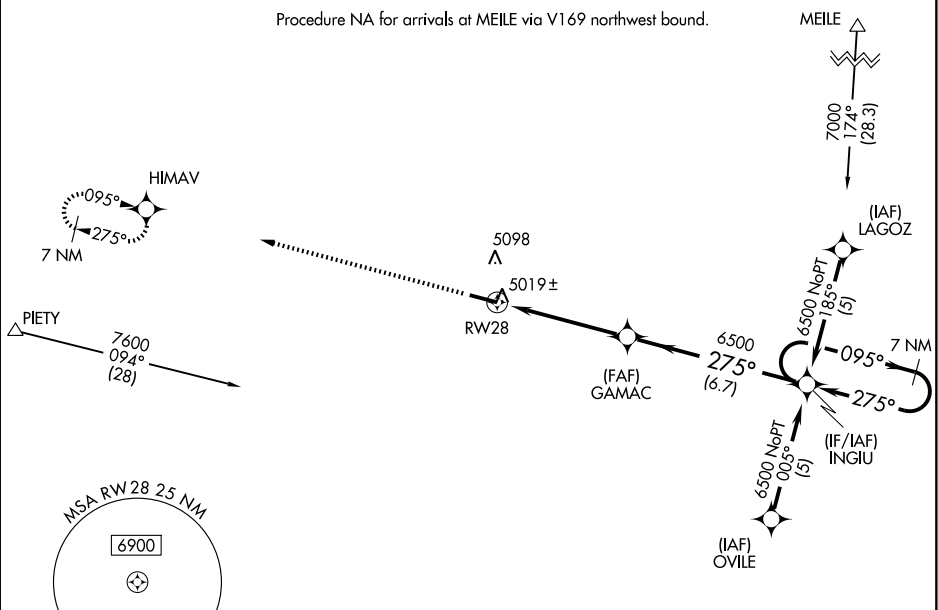 Procedure NA for arrivals at MEILE via V169 northwest bound.
MEILE
7000
174°
(28.3)
HIMAV
095°
275°
7 NM
(IAF)
LAGOZ
6500 NoPT
185°
(5)
5098
5019±
RW28
PIETY
7600
094°
(28)
6500
275°
(6.7)
(FAF)
GAMAC
095°
7 NM
275°
(IF/IAF)
INGIU
6500 NoPT
005°
(5)
(IAF)
OVILE
MSA RW28 25 NM
6900